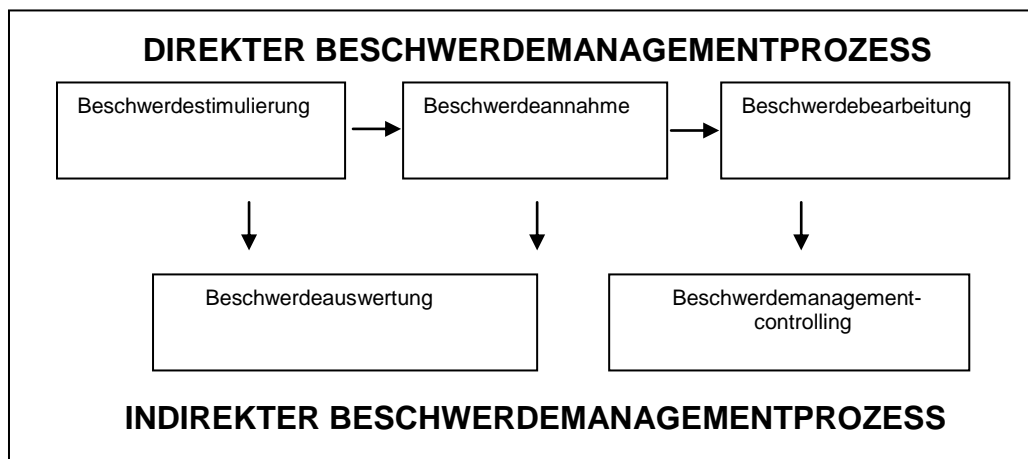 DIREKTER BESCHWERDEMANAGEMENTPROZESS
Beschwerdestimulierung
Beschwerdeannahme
Beschwerdebearbeitung
Beschwerdeauswertung
Beschwerdemanagement-
controlling
INDIREKTER BESCHWERDEMANAGEMENTPROZESS